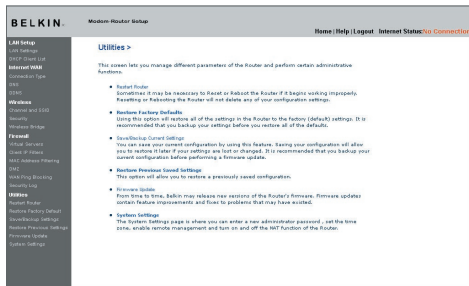 BELKIN
Modem-Router Setup
Home | Help | Logout Internet Status: No Connection
LAN Setup
LAN Settings
DHCP Client List
Internet WAN
Connection Type
DNS
DDNS
Wireless
Channel and SSID
Security
Wireless Bridge
Firewall
Virtual Servers
Client IP Filters
MAC Address Filtering
DMZ
WAN Ping Blocking
Security Log
Utilities
Restart Router
Restore Factory Default
Save/Backup Settings
Restore Previous Settings
Firmware Update
System Settings
Utilities >
This screen lets you manage different parameters of the Router and perform certain administrative
functions.
Restart Router
Sometimes it may be necessary to Reset or Reboot the Router if it begins working improperly.
Resetting or Rebooting the Router will not delete any of your configuration settings.
Restore Factory Defaults
Using this option will restore all of the settings in the Router to the factory (default) settings. It is
recommended that you backup your settings before you restore all of the defaults.
Save/Backup Current Settings
You can save your current configuration by using this feature. Saving your configuration will allow
you to restore it later if your settings are lost or changed. It is recommended that you backup your
current configuration before performing a firmware update.
Restore Previous Saved Settings
This option will allow you to restore a previously saved configuration.
Firmware Update
From time to time, Belkin may release new versions of the Router's firmware. Firmware updates
contain feature improvements and fixes to problems that may have existed.
System Settings
The System Settings page is where you can enter a new administrator password , set the time
zone, enable remote management and turn on and off the NAT function of the Router.